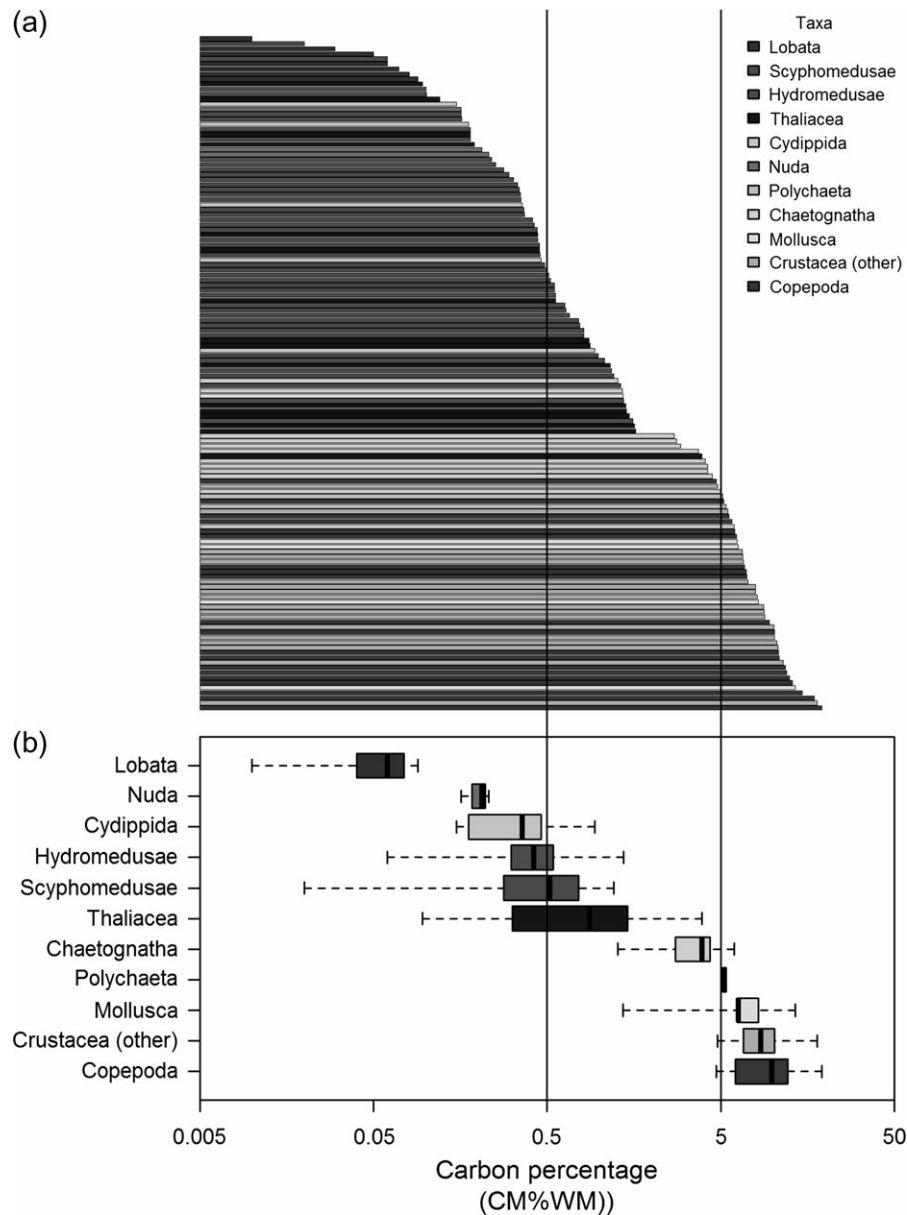 (a)
Taxa
Lobata
Scyphomedusae
Hydromedusae
Thaliacea
Cydippida
Nuda
Polychaeta
Chaetognatha
Mollusca
Crustacea (other)
Copepoda
(b)
Lobata
Nuda
Cydippida
Hydromedusae
Scyphomedusae
Thaliacea
Chaetognatha
Polychaeta
Mollusca
Crustacea (other)
Copepoda
0.005 0.05 0.5 5 50
Carbon percentage
(CM%WM))